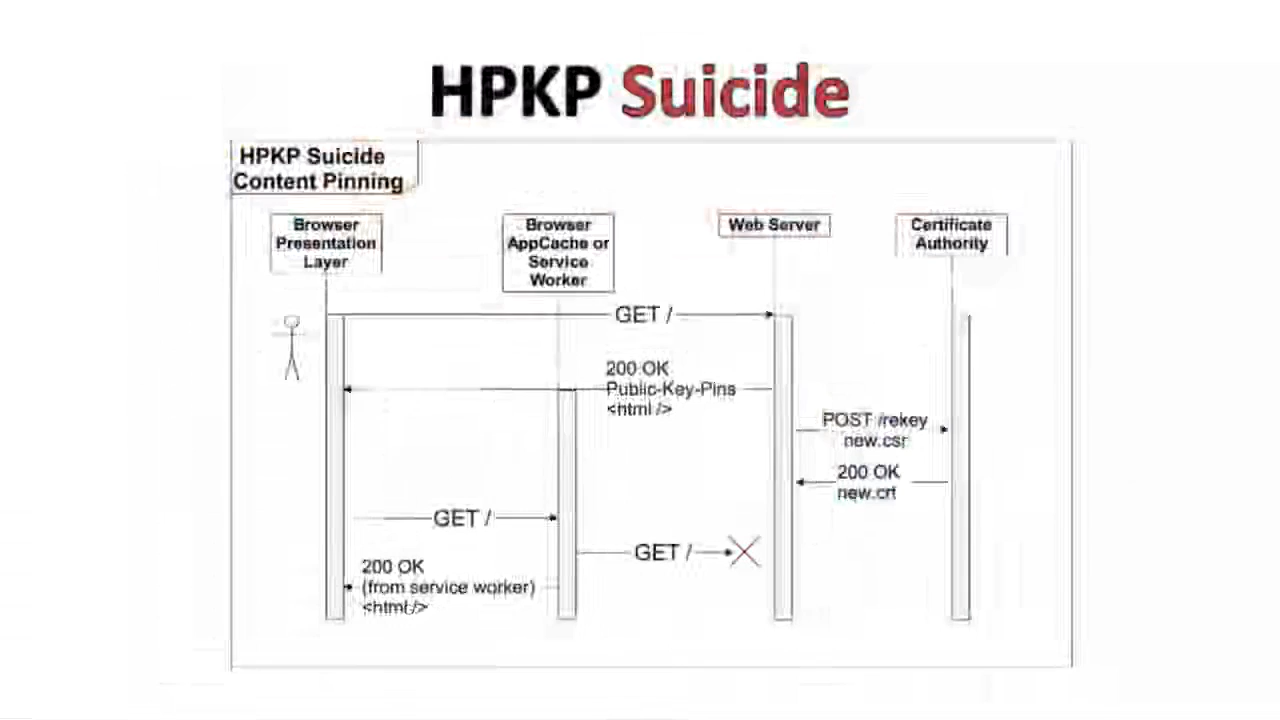 HPKP Suicide
HPKP Suicide
Content Pinning
Browser
Presentation
Layer
Browser
AppCache or
Service
Worker
Web Server
Certificate
Authority
GET /
200 OK
Public-Key-Pins
<html />
POST /rekey
new.csr
200 OK
new.crt
GET /
GET /
200 OK
(from service worker)
<html />